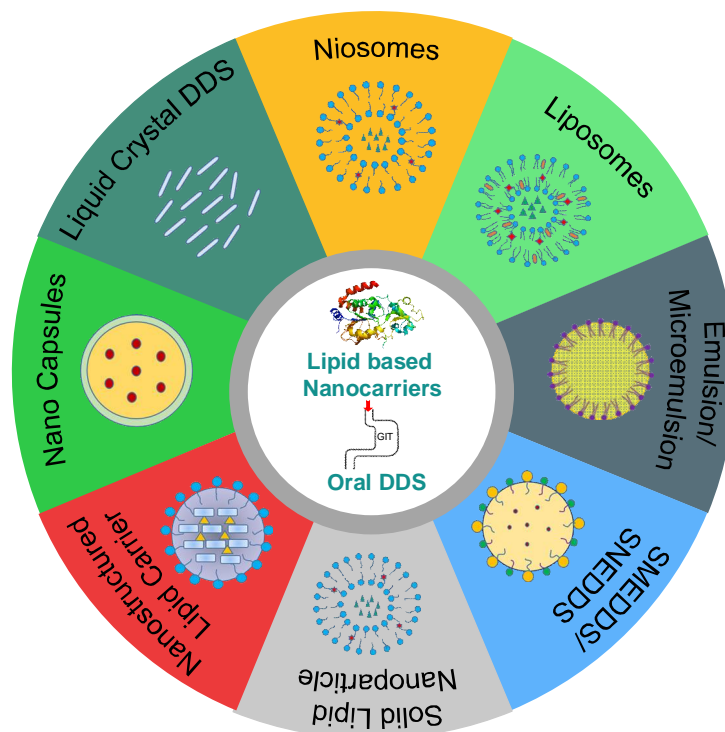 Niosomes
Liposomes
Emulsion/
Microemulsion
SMEDDS/
SNEDDS
Solid Lipid
Nanoparticle
Nanostructured
Lipid Carrier
Nano Capsules
Liquid Crystal DDS
Lipid based
Nanocarriers
GIT
Oral DDS